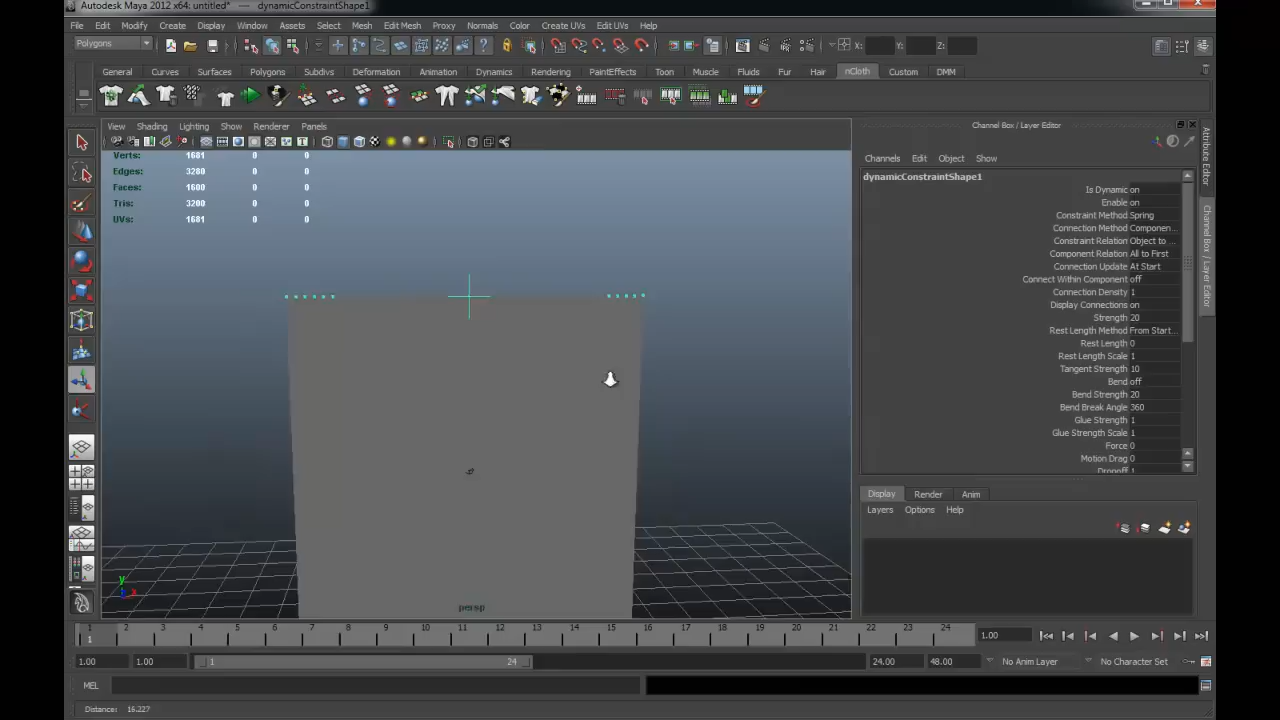 Autodesk Maya 2012 x64: untitled* --- dynamicConstraintShape1
File Edit Modify Create Display Window Assets Select Mesh Edit Mesh Proxy Normals Color Create UVs Edit UVs Help
Polygons X: Y: Z:
General Curves Surfaces Polygons Subdivs Deformation Animation Dynamics Rendering PaintEffects Toon Muscle Fluids Fur Hair nCloth Custom DMM
View Shading Lighting Show Renderer Panels
Verts: 1681 0 0
Edges: 3280 0 0
Faces: 1600 0 0
Tris: 3200 0 0
UVs: 1681 0 0
y
persp
Channel Box / Layer Editor
Channels Edit Object Show
dynamicConstraintShape1
Is Dynamic on
Enable on
Constraint Method Spring
Connection Method Componen...
Constraint Relation Object to ...
Component Relation All to First
Connection Update At Start
Connect Within Component off
Connection Density 1
Display Connections on
Strength 20
Rest Length Method From Start...
Rest Length 0
Rest Length Scale 1
Tangent Strength 10
Bend off
Bend Strength 20
Bend Break Angle 360
Glue Strength 1
Glue Strength Scale 1
Force 0
Motion Drag 0
Dropoff 1
Attribute Editor
Channel Box / Layer Editor
Display Render Anim
Layers Options Help
1 2 3 4 5 6 7 8 9 10 11 12 13 14 15 16 17 18 19 20 21 22 23 24
1
1.00
1.00 1.00 1 24 24.00 48.00 No Anim Layer No Character Set
MEL
Distance: 16.227